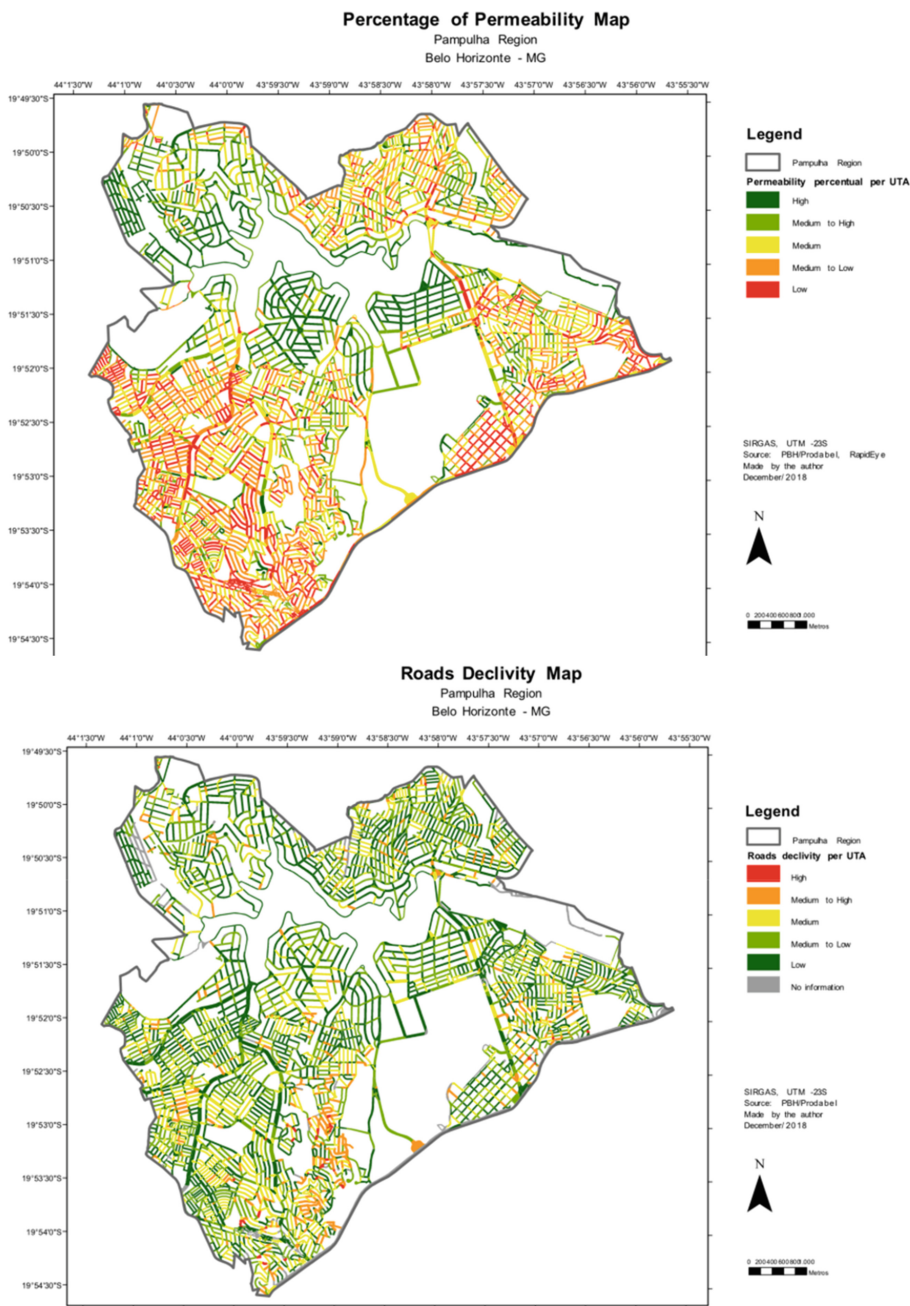 Percentage of Permeability Map
Pampulha Region
Belo Horizonte - MG
44°1'30"W 44°1'0"W 44°0'30"W 44°0'0"W 43°59'30"W 43°59'0"W 43°58'30"W 43°58'0"W 43°57'30"W 43°57'0"W 43°56'30"W 43°56'0"W 43°55'30"W
19°49'30"S
19°50'0"S
19°50'30"S
19°51'0"S
19°51'30"S
19°52'0"S
19°52'30"S
19°53'0"S
19°53'30"S
19°54'0"S
19°54'30"S
Legend
Pampulha Region
Permeability percentual per UTA
High
Medium to High
Medium
Medium to Low
Low
SIRGAS, UTM -23S
Source: PBH/Prodabel, RapidEye
Made by the author
December/ 2018
N
0 200400600800 1.000
Metros
Roads Declivity Map
Pampulha Region
Belo Horizonte - MG
44°1'30"W 44°1'0"W 44°0'30"W 44°0'0"W 43°59'30"W 43°59'0"W 43°58'30"W 43°58'0"W 43°57'30"W 43°57'0"W 43°56'30"W 43°56'0"W 43°55'30"W
19°49'30"S
19°50'0"S
19°50'30"S
19°51'0"S
19°51'30"S
19°52'0"S
19°52'30"S
19°53'0"S
19°53'30"S
19°54'0"S
19°54'30"S
Legend
Pampulha Region
Roads declivity per UTA
High
Medium to High
Medium
Medium to Low
Low
No information
SIRGAS, UTM -23S
Source: PBH/Prodabel
Made by the author
December/ 2018
N
0 200400600800 1.000
Metros